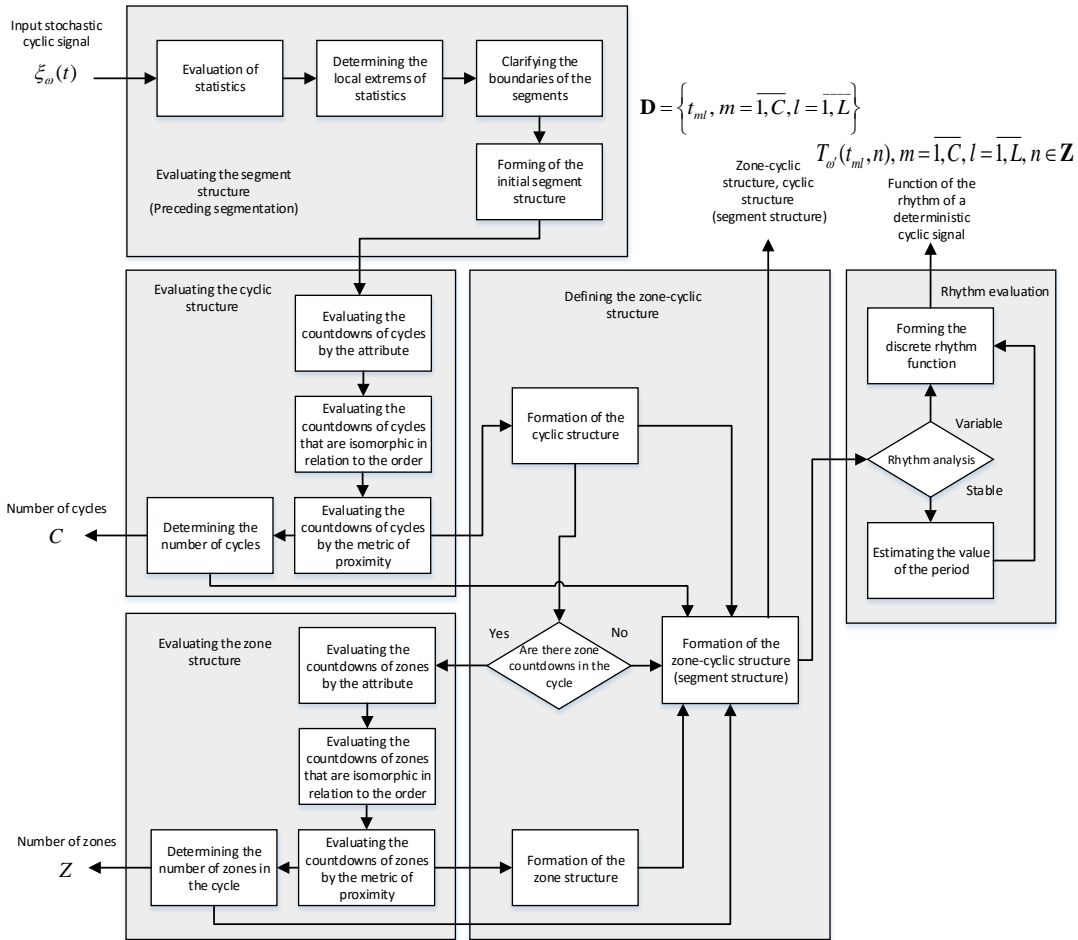 Input stochastic
cyclic signal
ξω(t)
Evaluation of
statistics
Determining the
local extrems of
statistics
Clarifying the
boundaries of the
segments
Forming of the
initial segment
structure
Evaluating the segment
structure
(Preceding segmentation)
D = {t_ml, m = 1,C, l = 1,L}
T_ω'(t_ml, n), m = 1,C, l = 1,L, n ∈ Z
Zone-cyclic
structure, cyclic
structure
(segment structure)
Function of the
rhythm of a
deterministic
cyclic signal
Evaluating the cyclic
structure
Evaluating the
countdowns of cycles
by the attribute
Evaluating the
countdowns of cycles
that are isomorphic in
relation to the order
Evaluating the
countdowns of cycles
by the metric of
proximity
Determining the
number of cycles
Number of cycles
C
Defining the zone-cyclic
structure
Formation of the
cyclic structure
Yes
No
Are there zone
countdowns in the
cycle
Formation of the
zone-cyclic structure
(segment structure)
Formation of the
zone structure
Rhythm evaluation
Forming the
discrete rhythm
function
Variable
Rhythm analysis
Stable
Estimating the value
of the period
Evaluating the zone
structure
Evaluating the
countdowns of zones
by the attribute
Evaluating the
countdowns of zones
that are isomorphic in
relation to the order
Evaluating the
countdowns of zones
by the metric of
proximity
Determining the
number of zones in
the cycle
Number of zones
Z